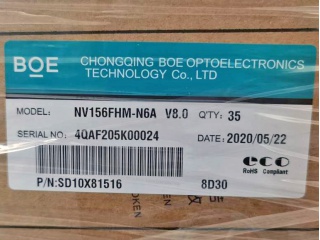 BOE
CHONGQING BOE OPTOELECTRONICS
TECHNOLOGY Co., LTD
MODEL: NV156FHM-N6A V8.0 Q'TY: 35
SERIAL NO.: 4QAF205K00024 DATE: 2020/05/22
eco
RoHS Compliant
P/N:SD10X81516 8D30